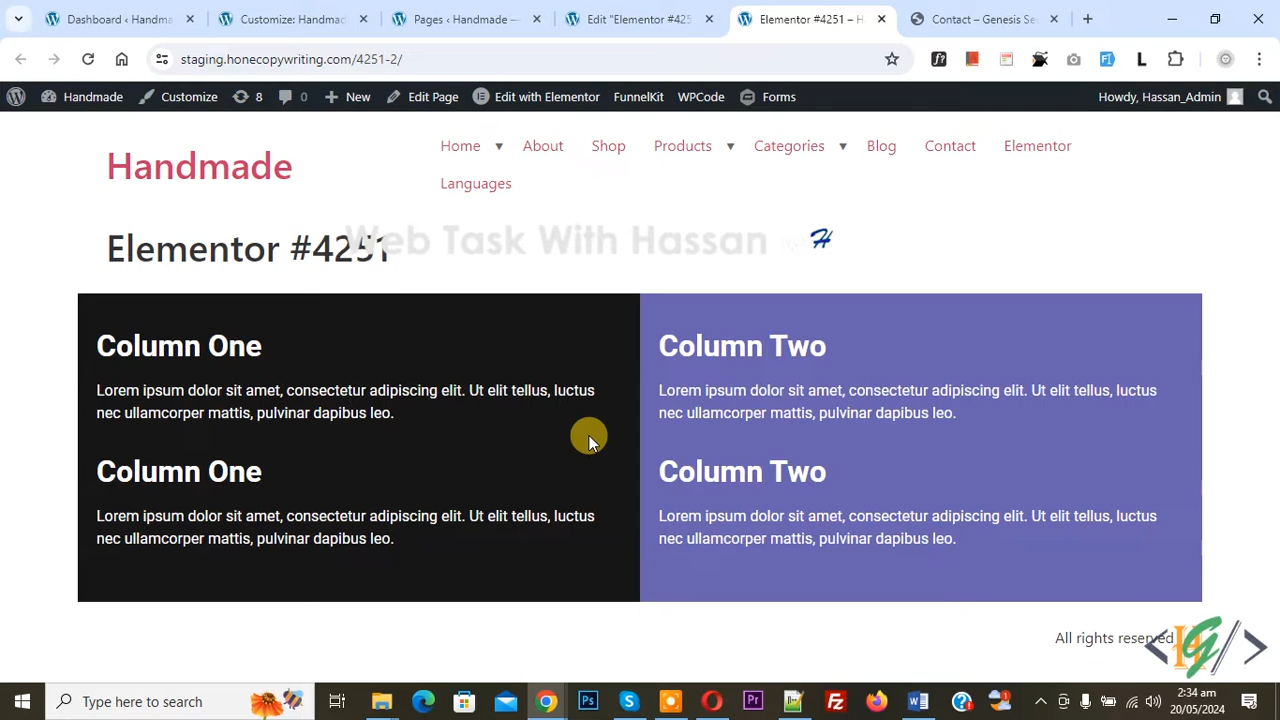 Dashboard ‹ Handma
Customize: Handmad
Pages ‹ Handmade —
Edit "Elementor #425
Elementor #4251 – H
Contact – Genesis Se
staging.homecopywriting.com/4251-2/
Handmade
Customize
8
0
New
Edit Page
Edit with Elementor
FunnelKit
WPCode
Forms
Howdy, Hassan_Admin
Handmade
Home
About
Shop
Products
Categories
Blog
Contact
Elementor
Languages
Elementor #4251
Web Task With Hassan
Column One
Lorem ipsum dolor sit amet, consectetur adipiscing elit. Ut elit tellus, luctus
nec ullamcorper mattis, pulvinar dapibus leo.
Column One
Lorem ipsum dolor sit amet, consectetur adipiscing elit. Ut elit tellus, luctus
nec ullamcorper mattis, pulvinar dapibus leo.
Column Two
Lorem ipsum dolor sit amet, consectetur adipiscing elit. Ut elit tellus, luctus
nec ullamcorper mattis, pulvinar dapibus leo.
Column Two
Lorem ipsum dolor sit amet, consectetur adipiscing elit. Ut elit tellus, luctus
nec ullamcorper mattis, pulvinar dapibus leo.
All rights reserved
Type here to search
2:34 am
20/05/2024